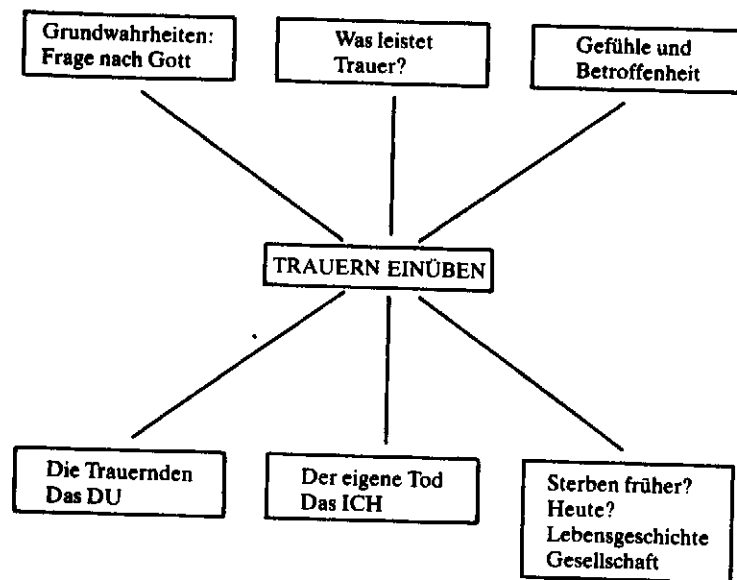 Grundwahrheiten:
Frage nach Gott
Was leistet
Trauer?
Gefühle und
Betroffenheit
TRAUERN EINÜBEN
Die Trauernden
Das DU
Der eigene Tod
Das ICH
Sterben früher?
Heute?
Lebensgeschichte
Gesellschaft